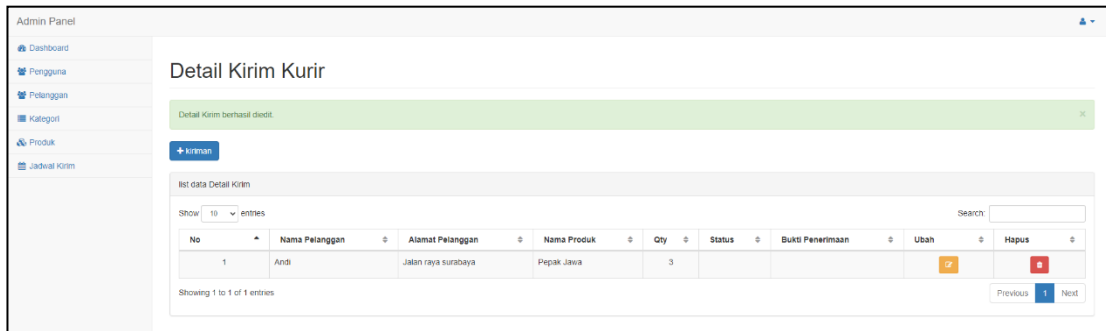 Admin Panel
Dashboard
Pengguna
Pelanggan
Kategori
Produk
Jadwal Kirim
Detail Kirim Kurir
Detail Kirim berhasil diedit. ×
+ kiriman
list data Detail Kirim
Show 10 entries Search:
No Nama Pelanggan Alamat Pelanggan Nama Produk Qty Status Bukti Penerimaan Ubah Hapus
1 Andi Jalan raya surabaya Pepak Jawa 3
Showing 1 to 1 of 1 entries Previous 1 Next